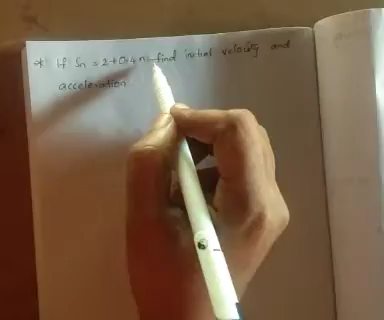 * If Sn = 2+0.4n find initial velocity and
acceleration